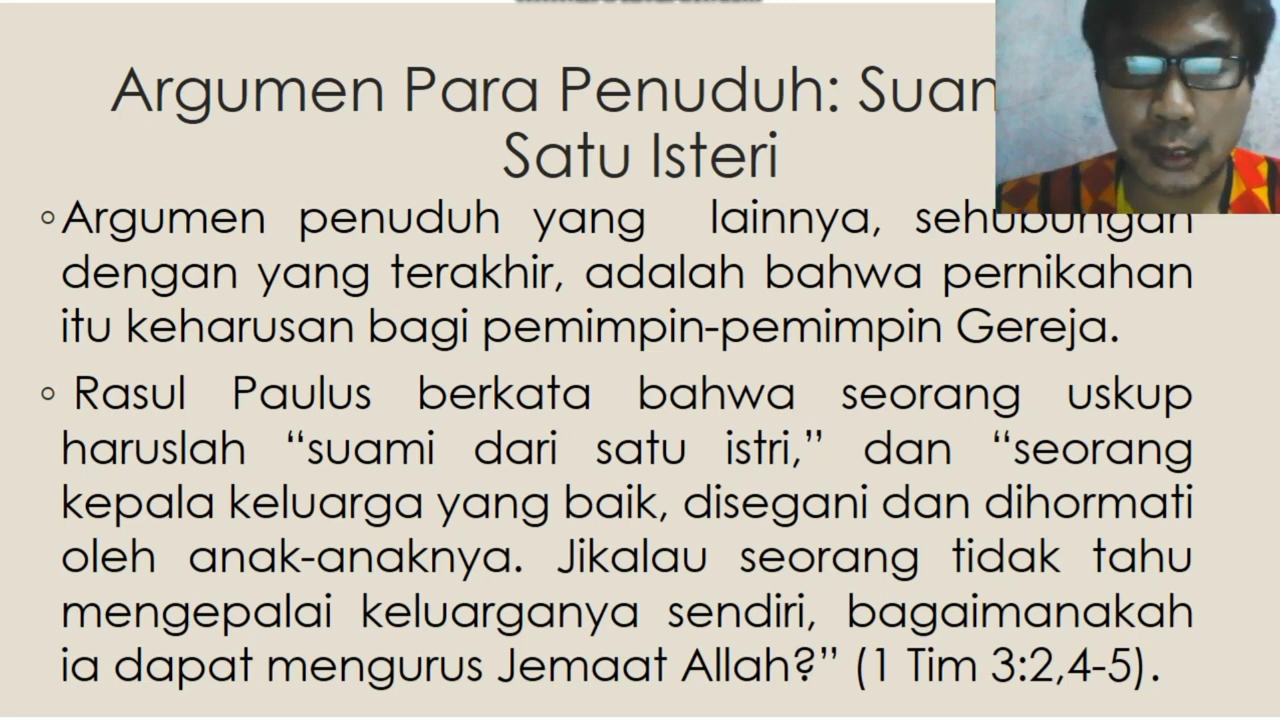 Argumen Para Penuduh:
Satu Isteri
◦Argumen penuduh yang lainnya, sehubungan
dengan yang terakhir, adalah bahwa pernikahan
itu keharusan bagi pemimpin-pemimpin Gereja.
◦ Rasul Paulus berkata bahwa seorang uskup
haruslah “suami dari satu istri,” dan “seorang
kepala keluarga yang baik, disegani dan dihormati
oleh anak-anaknya. Jikalau seorang tidak tahu
mengepalai keluarganya sendiri, bagaimanakah
ia dapat mengurus Jemaat Allah?” (1 Tim 3:2,4-5).